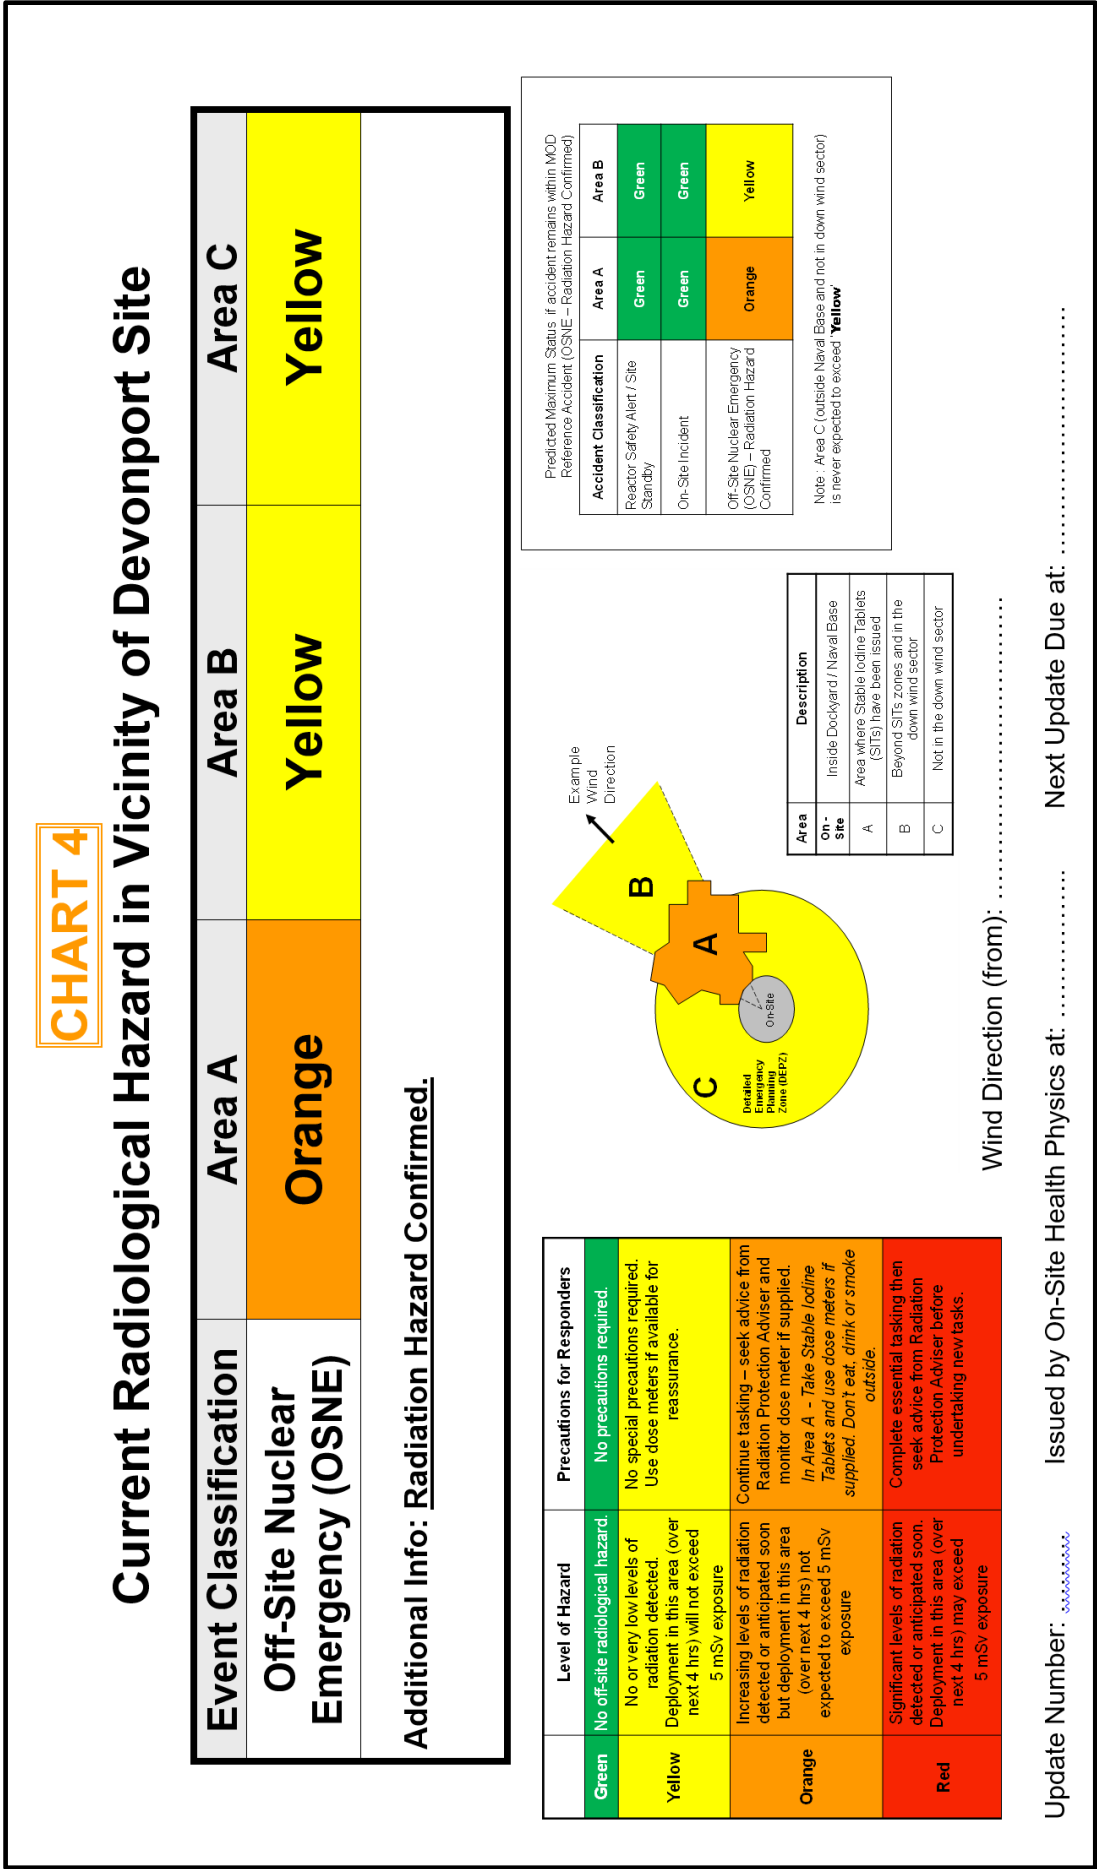 CHART 4
Current Radiological Hazard in Vicinity of Devonport Site
Event Classification Area A Area B Area C
Off-Site Nuclear
Emergency (OSNE)
Orange Yellow Yellow
Additional Info: Radiation Hazard Confirmed.
Level of Hazard Precautions for Responders
Green No off-site radiological hazard. No precautions required.
Yellow
No or very low levels of
radiation detected.
Deployment in this area (over
next 4 hrs) will not exceed
5 mSv exposure
No special precautions required.
Use dose meters if available for
reassurance.
Orange
Increasing levels of radiation
detected or anticipated soon
but deployment in this area
(over next 4 hrs) not
expected to exceed 5 mSv
exposure
Continue tasking – seek advice from
Radiation Protection Adviser and
monitor dose meter if supplied.
In Area A - Take Stable Iodine
Tablets and use dose meters if
supplied. Don't eat, drink or smoke
outside.
Red
Significant levels of radiation
detected or anticipated soon.
Deployment in this area (over
next 4 hrs) may exceed
5 mSv exposure
Complete essential tasking then
seek advice from Radiation
Protection Adviser before
undertaking new tasks.
Example
Wind
Direction
B
A
C
On-Site
Detailed
Emergency
Planning
Zone (DEPZ)
Area Description
On -
Site
Inside Dockyard / Naval Base
A
Area where Stable Iodine Tablets
(SITs) have been issued
B
Beyond SITs zones and in the
down wind sector
C Not in the down wind sector
Predicted Maximum Status if accident remains within MOD
Reference Accident (OSNE – Radiation Hazard Confirmed)
Accident Classification Area A Area B
Reactor Safety Alert / Site
Standby
Green Green
On-Site Incident Green Green
Off-Site Nuclear Emergency
(OSNE) – Radiation Hazard
Confirmed
Orange Yellow
Note : Area C (outside Naval Base and not in down wind sector)
is never expected to exceed 'Yellow'
Wind Direction (from): ......................................
Update Number: .......... Issued by On-Site Health Physics at: .................. Next Update Due at: ...............................